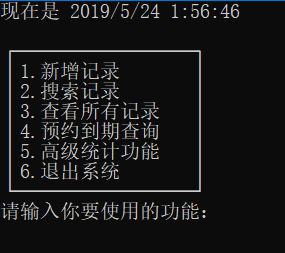 现在是 2019/5/24 1:56:46
1.新增记录
2.搜索记录
3.查看所有记录
4.预约到期查询
5.高级统计功能
6.退出系统
请输入你要使用的功能：